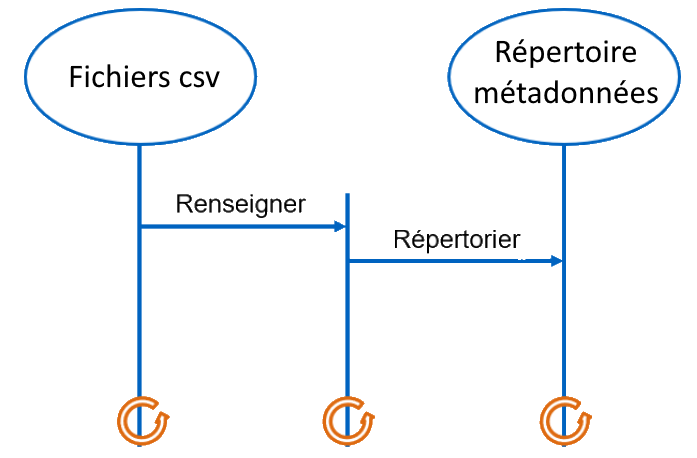 Fichiers csv
Répertoire
métadonnées
Renseigner
Répertorier